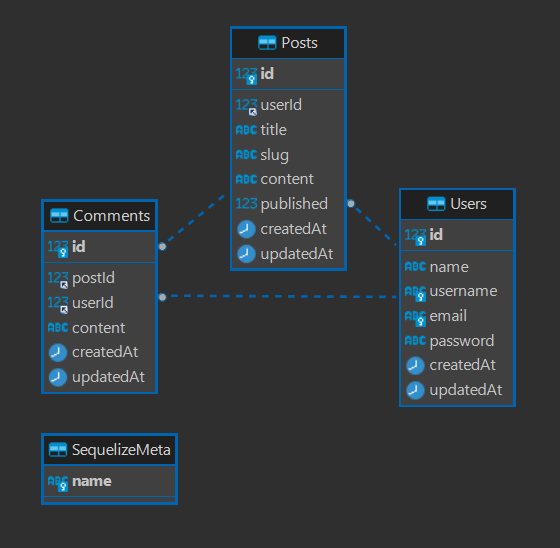 Posts
123 id
123 userId
ABC title
ABC slug
ABC content
123 published
createdAt
updatedAt
Comments
123 id
123 postId
123 userId
ABC content
createdAt
updatedAt
Users
123 id
ABC name
ABC username
ABC email
ABC password
createdAt
updatedAt
SequelizeMeta
ABC name